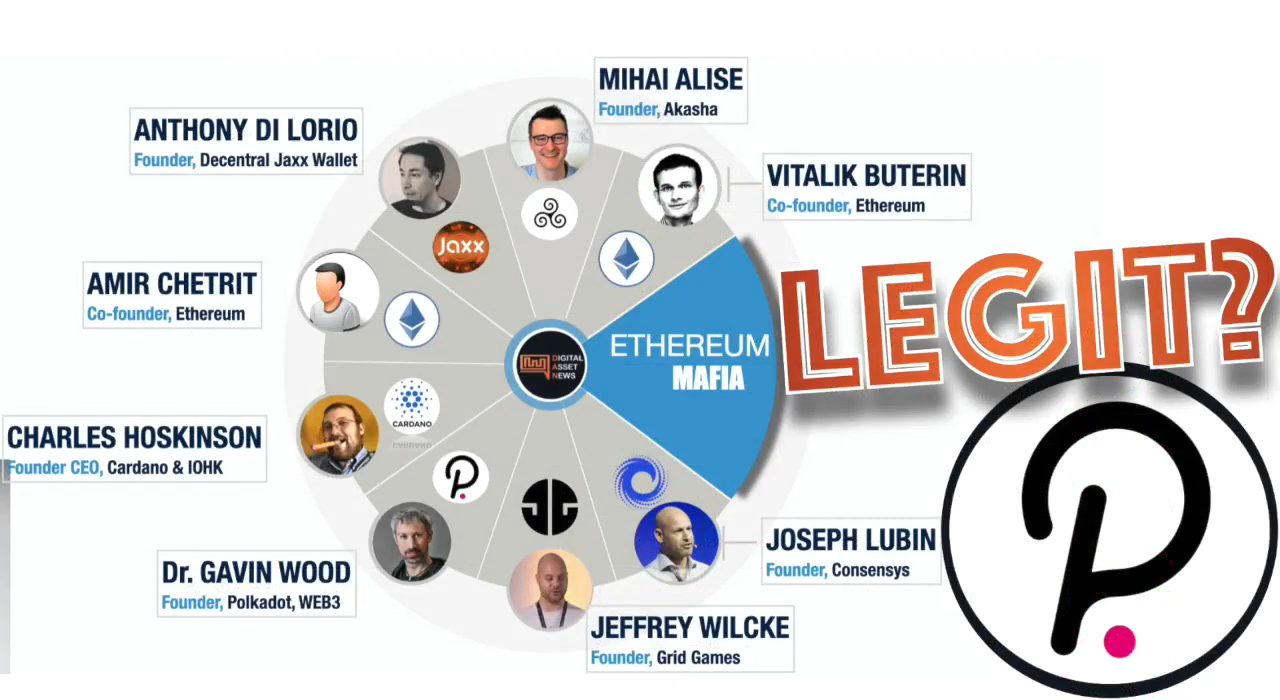 MIHAI ALISE
Founder, Akasha
ANTHONY DI LORIO
Founder, Decentral Jaxx Wallet
VITALIK BUTERIN
Co-founder, Ethereum
Jaxx
AMIR CHETRIT
Co-founder, Ethereum
LEGIT?
ETHEREUM
MAFIA
DIGITAL
ASSET
NEWS
CARDANO
CHARLES HOSKINSON
Founder CEO, Cardano & IOHK
JOSEPH LUBIN
Founder, Consensys
Dr. GAVIN WOOD
Founder, Polkadot, WEB3
JEFFREY WILCKE
Founder, Grid Games